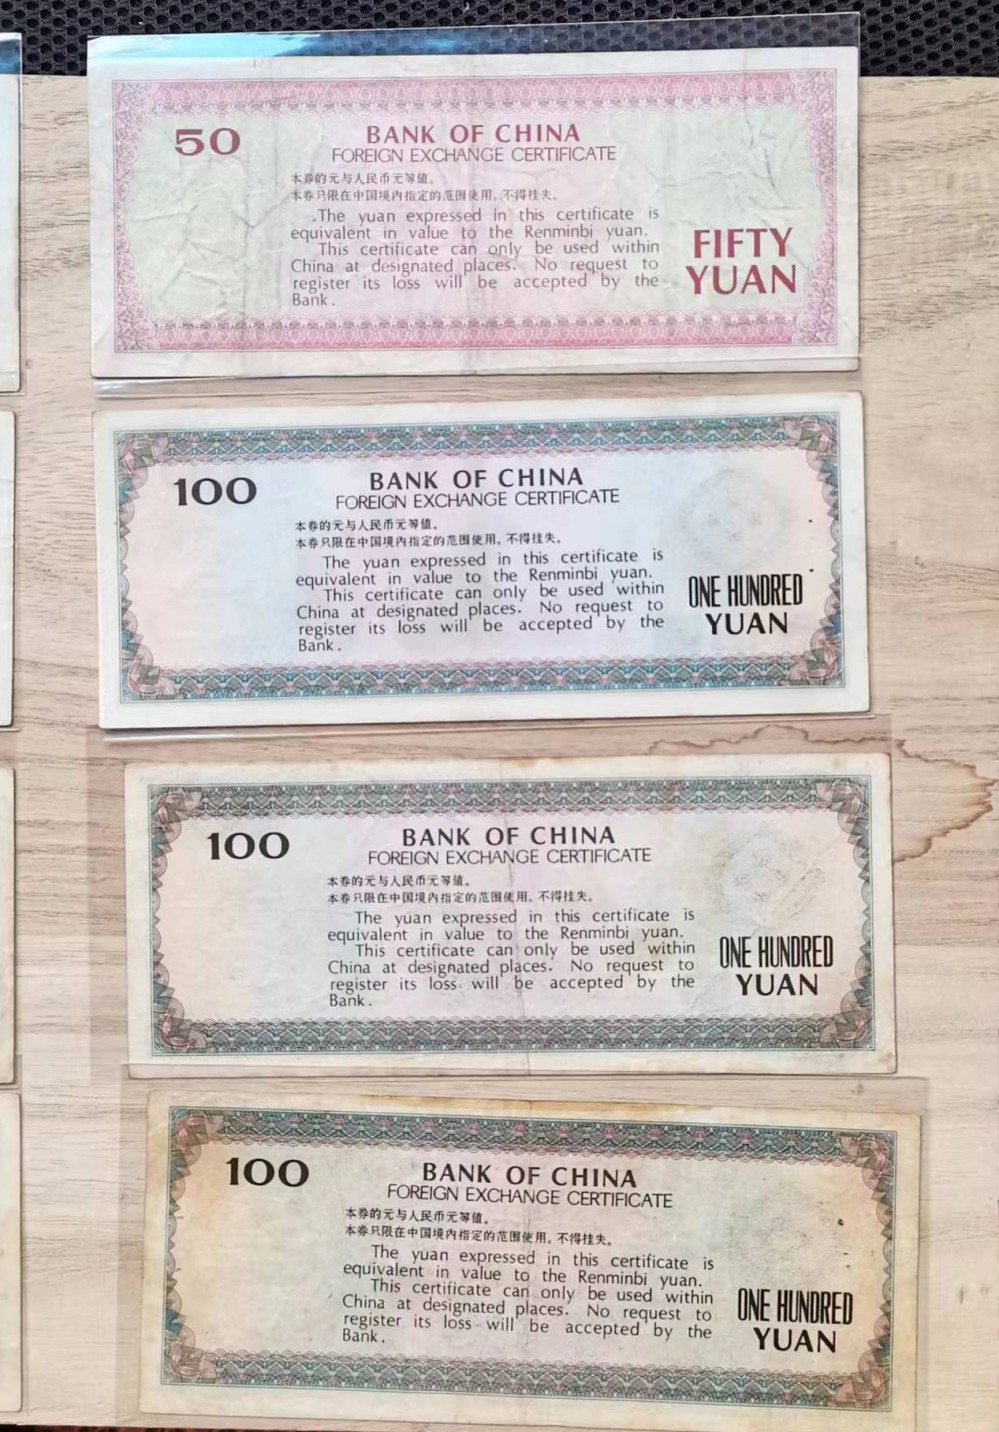 50
BANK OF CHINA
FOREIGN EXCHANGE CERTIFICATE
本券的元与人民币元等值。
本券只限在中国境内指定的范围使用。不得挂失。
The yuan expressed in this certificate is
equivalent in value to the Renminbi yuan.
This certificate can only be used within
China at designated places. No request to
register its loss will be accepted by the
Bank.
FIFTY
YUAN
100
BANK OF CHINA
FOREIGN EXCHANGE CERTIFICATE
本券的元与人民币元等值。
本券只限在中国境内指定的范围使用。不得挂失。
The yuan expressed in this certificate is
equivalent in value to the Renminbi yuan.
This certificate can only be used within
China at designated places. No request to
register its loss will be accepted by the
Bank.
ONE HUNDRED
YUAN
100
BANK OF CHINA
FOREIGN EXCHANGE CERTIFICATE
本券的元与人民币元等值。
本券只限在中国境内指定的范围使用。不得挂失。
The yuan expressed in this certificate is
equivalent in value to the Renminbi yuan.
This certificate can only be used within
China at designated places. No request to
register its loss will be accepted by the
Bank.
ONE HUNDRED
YUAN
100
BANK OF CHINA
FOREIGN EXCHANGE CERTIFICATE
本券的元与人民币元等值。
本券只限在中国境内指定的范围使用。不得挂失。
The yuan expressed in this certificate is
equivalent in value to the Renminbi yuan.
This certificate can only be used within
China at designated places. No request to
register its loss will be accepted by the
Bank.
ONE HUNDRED
YUAN